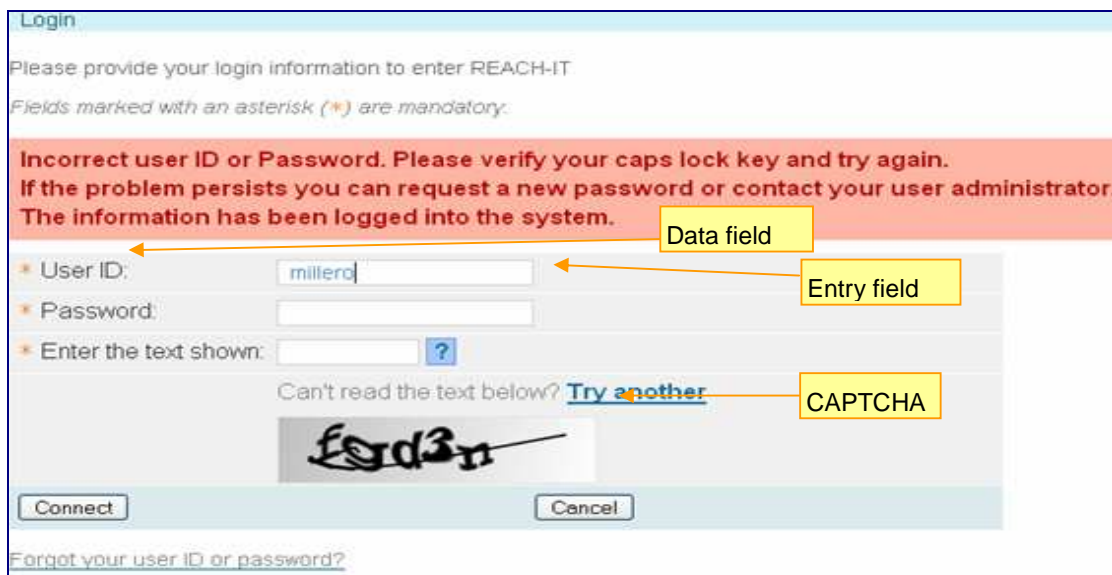 Login
Please provide your login information to enter REACH-IT
Fields marked with an asterisk (*) are mandatory.
Incorrect user ID or Password. Please verify your caps lock key and try again.
If the problem persists you can request a new password or contact your user administrator.
The information has been logged into the system.
Data field
* User ID: millero
Entry field
* Password:
* Enter the text shown: ?
Can't read the text below? Try another
CAPTCHA
fgd3n
Connect Cancel
Forgot your user ID or password?